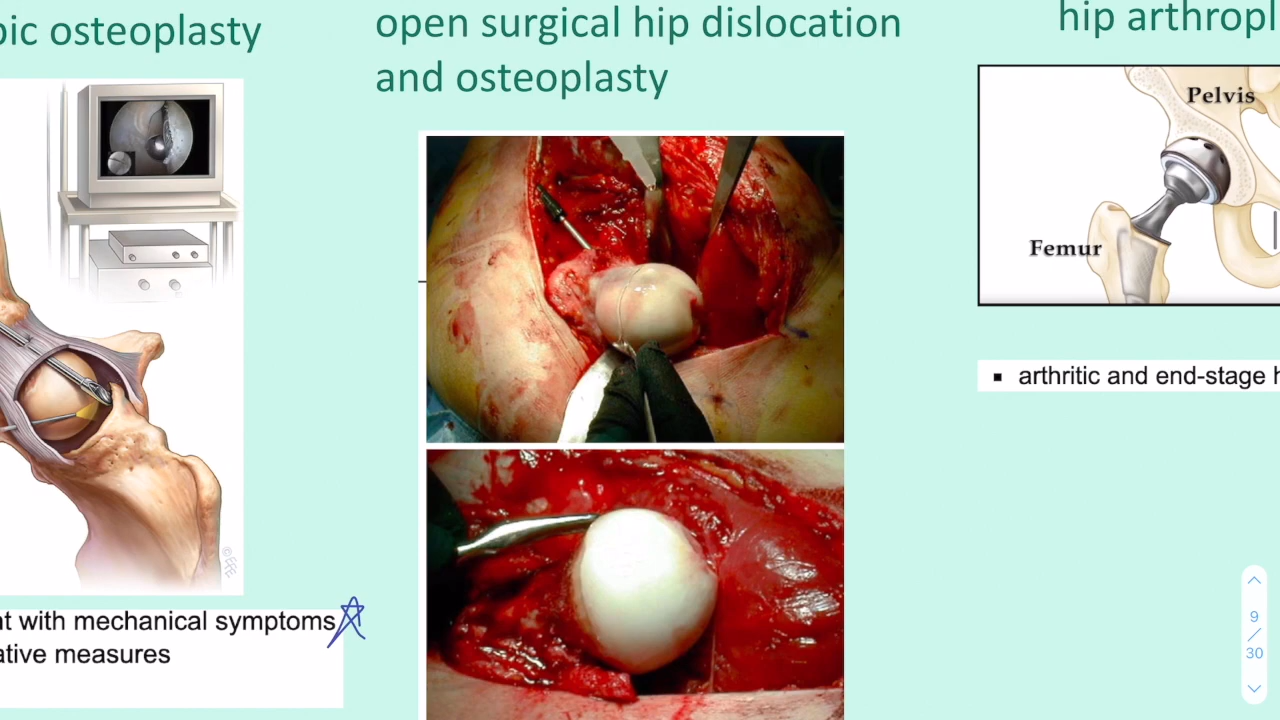 pic osteoplasty
open surgical hip dislocation
and osteoplasty
hip arthropl
Pelvis
Femur
▪ arthritic and end-stage h
nt with mechanical symptoms
ative measures
9
/
30